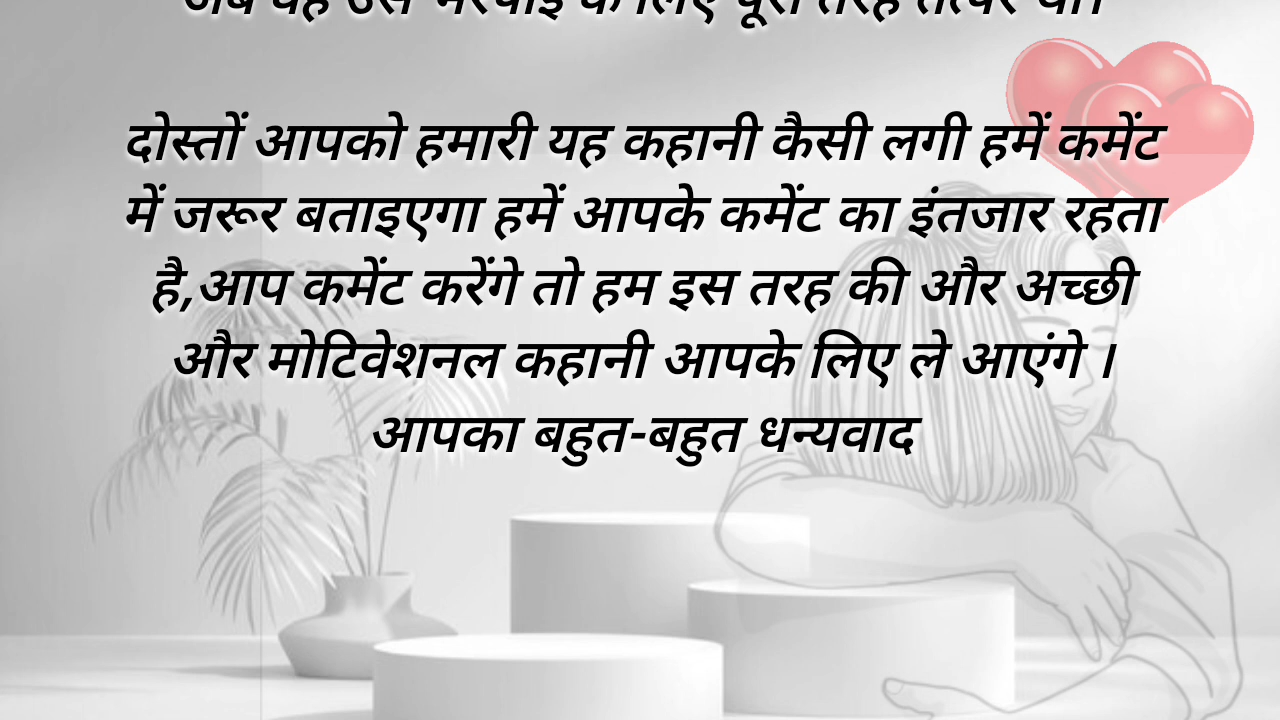 दोस्तों आपको हमारी यह कहानी कैसी लगी हमें कमेंट
में जरूर बताइएगा हमें आपके कमेंट का इंतजार रहता
है,आप कमेंट करेंगे तो हम इस तरह की और अच्छी
और मोटिवेशनल कहानी आपके लिए ले आएंगे ।
आपका बहुत-बहुत धन्यवाद